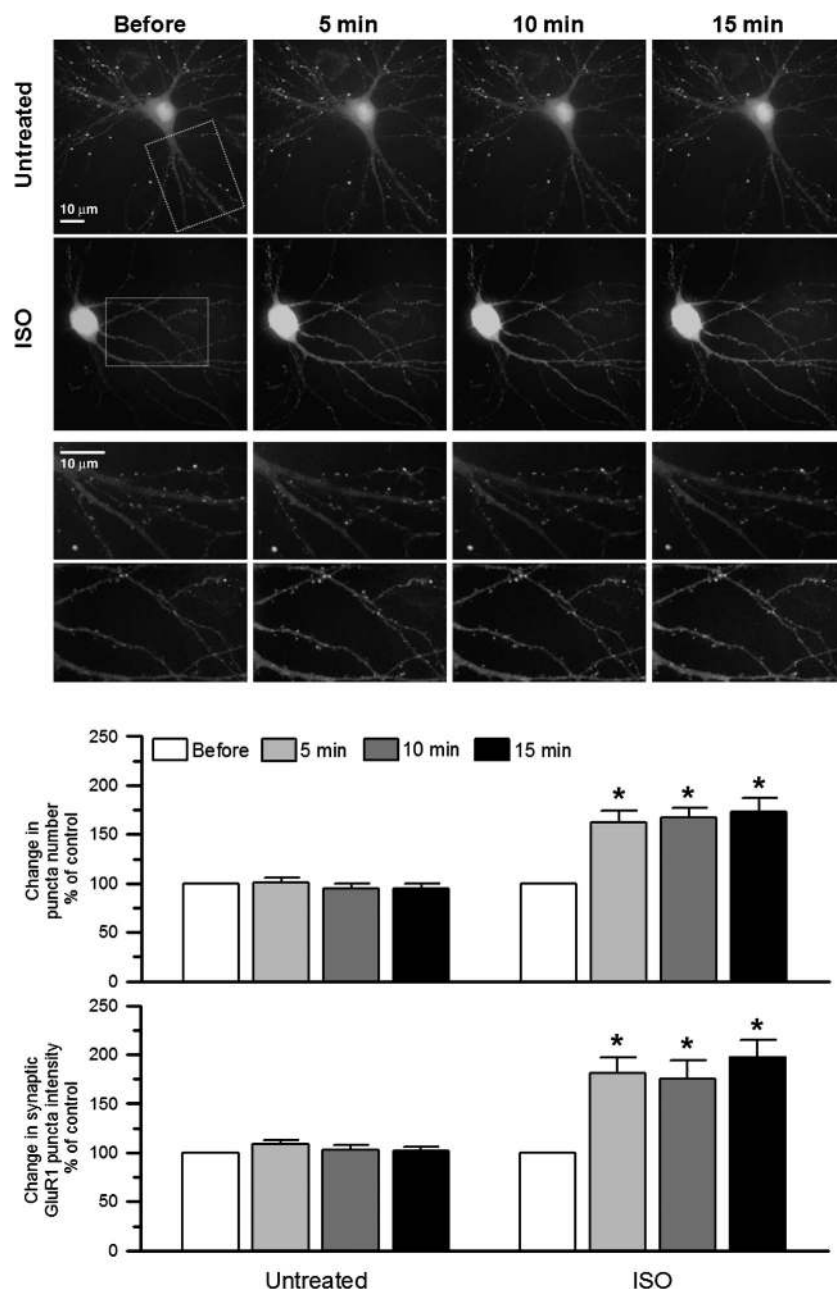 Before 5 min 10 min 15 min
Untreated
10 μm
ISO
10 μm
250
200
150
100
50
0
Change in
puncta number
% of control
Before 5 min 10 min 15 min
* * *
250
200
150
100
50
0
Change in synaptic
GluR1 puncta intensity
% of control
* * *
Untreated ISO